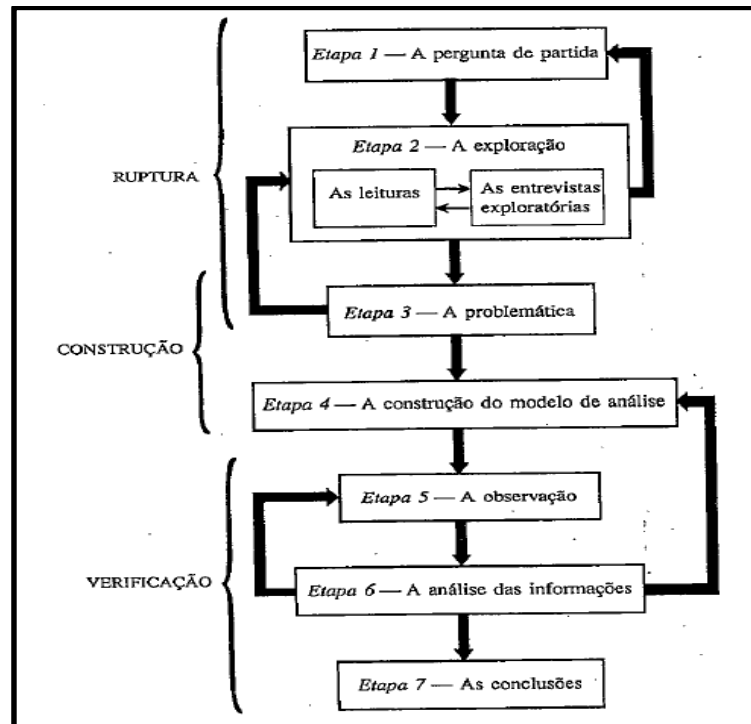 Etapa 1 — A pergunta de partida
Etapa 2 — A exploração
RUPTURA
As leituras
As entrevistas
exploratórias
Etapa 3 — A problemática
CONSTRUÇÃO
Etapa 4 — A construção do modelo de análise
Etapa 5 — A observação
VERIFICAÇÃO
Etapa 6 — A análise das informações
Etapa 7 — As conclusões